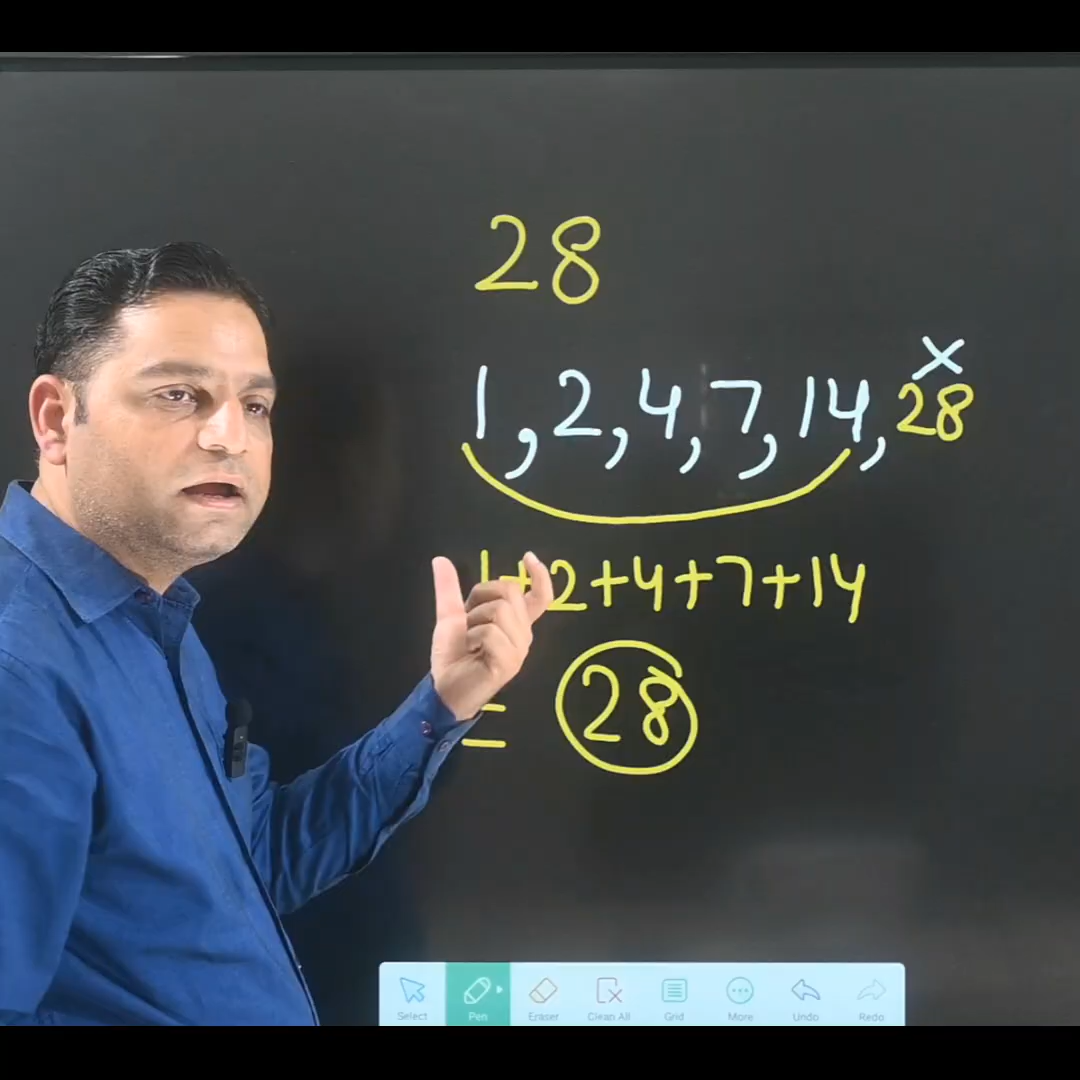 28
×
1, 2, 4, 7, 14, 28
1+2+4+7+14
= 28
Select Pen Eraser Clean All Grid More Undo Redo